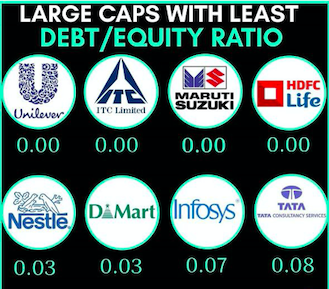 LARGE CAPS WITH LEAST
DEBT/EQUITY RATIO
Unilever
ITC Limited
MARUTI
SUZUKI
HDFC
Life
0.00
0.00
0.00
0.00
Nestlē
DMart
Infosys
TATA
TATA CONSULTANCY SERVICES
0.03
0.03
0.07
0.08